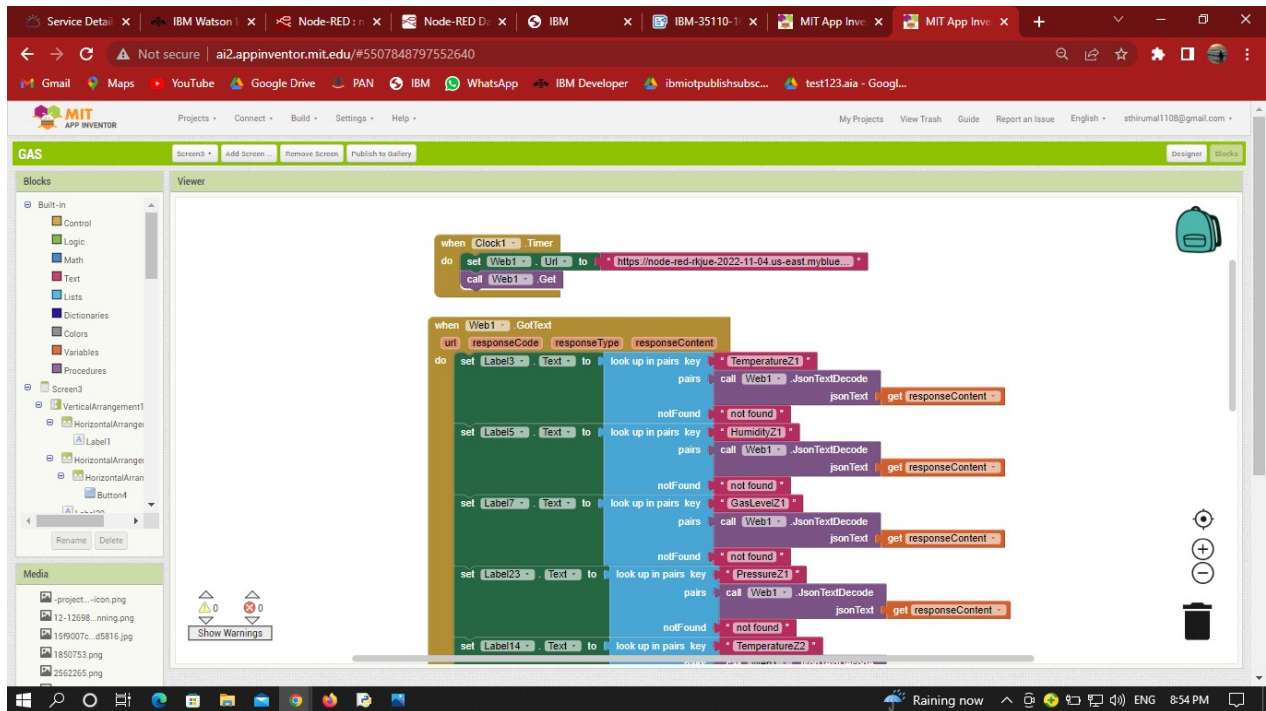 Service Detail
IBM Watson
Node-RED : n
Node-RED Da
IBM
IBM-35110-1
MIT App Inve
MIT App Inve
Not secure | ai2.appinventor.mit.edu/#5507848797552640
Gmail Maps YouTube Google Drive PAN IBM WhatsApp IBM Developer ibmiotpublishsubsc... test123.aia - Googl...
MIT
APP INVENTOR
Projects Connect Build Settings Help My Projects View Trash Guide Report an Issue English sthirumal1108@gmail.com
GAS Screen3 Add Screen ... Remove Screen Publish to Gallery Designer Blocks
Blocks Viewer
Built-in
Control
Logic
Math
Text
Lists
Dictionaries
Colors
Variables
Procedures
Screen3
VerticalArrangement1
HorizontalArranger
Label1
HorizontalArranger
HorizontalArran
Button4
Rename Delete
Media
-project...-icon.png
12-12698...nning.png
15f9007c...d5816.jpg
1850753.png
2562265.png
0 0
Show Warnings
when Clock1 .Timer
do set Web1 . Url to " https://node-red-rkjue-2022-11-04.us-east.myblue... "
call Web1 .Get
when Web1 .GotText
url responseCode responseType responseContent
do set Label3 . Text to look up in pairs key " TemperatureZ1 "
pairs call Web1 .JsonTextDecode
jsonText get responseContent
notFound " not found "
set Label5 . Text to look up in pairs key " HumidityZ1 "
pairs call Web1 .JsonTextDecode
jsonText get responseContent
notFound " not found "
set Label7 . Text to look up in pairs key " GasLevelZ1 "
pairs call Web1 .JsonTextDecode
jsonText get responseContent
notFound " not found "
set Label23 . Text to look up in pairs key " PressureZ1 "
pairs call Web1 .JsonTextDecode
jsonText get responseContent
notFound " not found "
set Label14 . Text to look up in pairs key " TemperatureZ2 "
Raining now ENG 8:54 PM